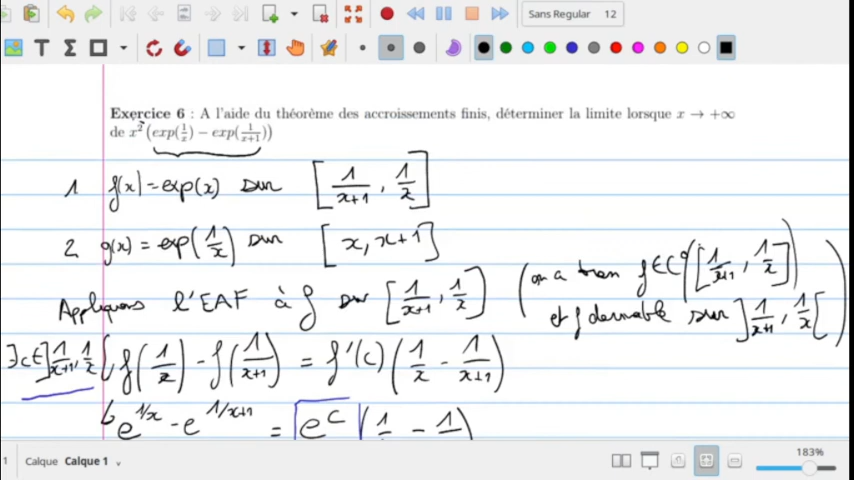 Sans Regular 12
Exercice 6 : A l'aide du théorème des accroissements finis, déterminer la limite lorsque x → +∞
de x²(exp(1/x) − exp(1/(x+1)))
1 f(x) = exp(x) sur [1/(x+1), 1/x]
2 g(x) = exp(1/x) sur [x, x+1]
Appliquons l'EAF à f sur [1/(x+1), 1/x]
(on a bien f ∈ C⁰([1/(x+1), 1/x])
et f dérivable sur ]1/(x+1), 1/x[)
∃c∈]1/(x+1), 1/x[ f(1/x) - f(1/(x+1)) = f'(c)(1/x - 1/(x+1))
e^1/x - e^1/x+1 = e^c (1 - 1)
1 Calque Calque 1
183%